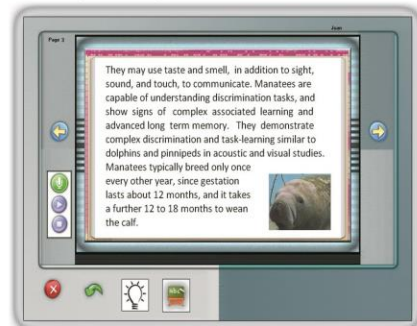 Page 3
They may use taste and smell, in addition to sight,
sound, and touch, to communicate. Manatees are
capable of understanding discrimination tasks, and
show signs of complex associated learning and
advanced long term memory. They demonstrate
complex discrimination and task-learning similar to
dolphins and pinnipeds in acoustic and visual studies.
Manatees typically breed only once
every other year, since gestation
lasts about 12 months, and it takes
a further 12 to 18 months to wean
the calf.